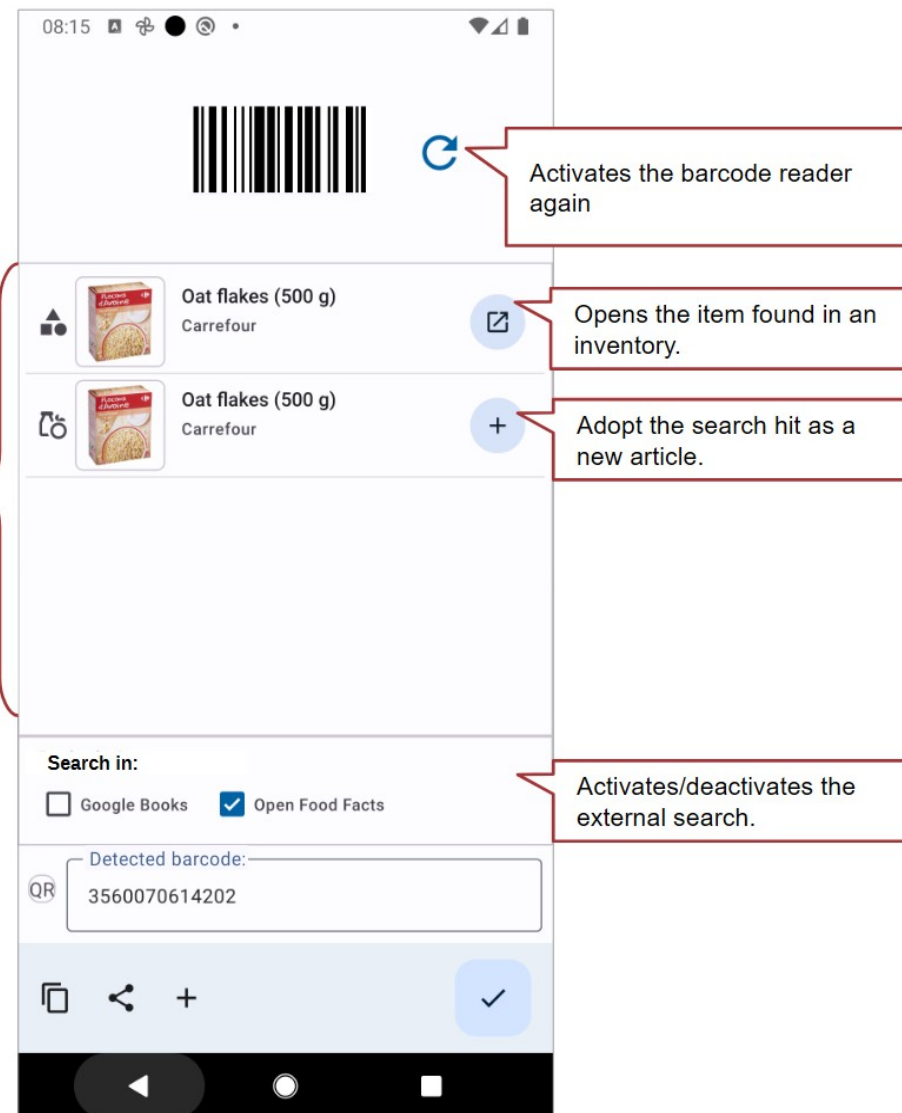 08:15
Activates the barcode reader
again
Oat flakes (500 g)
Carrefour
Opens the item found in an
inventory.
Oat flakes (500 g)
Carrefour
Adopt the search hit as a
new article.
Search in:
Google Books
Open Food Facts
Activates/deactivates the
external search.
Detected barcode:
QR
3560070614202